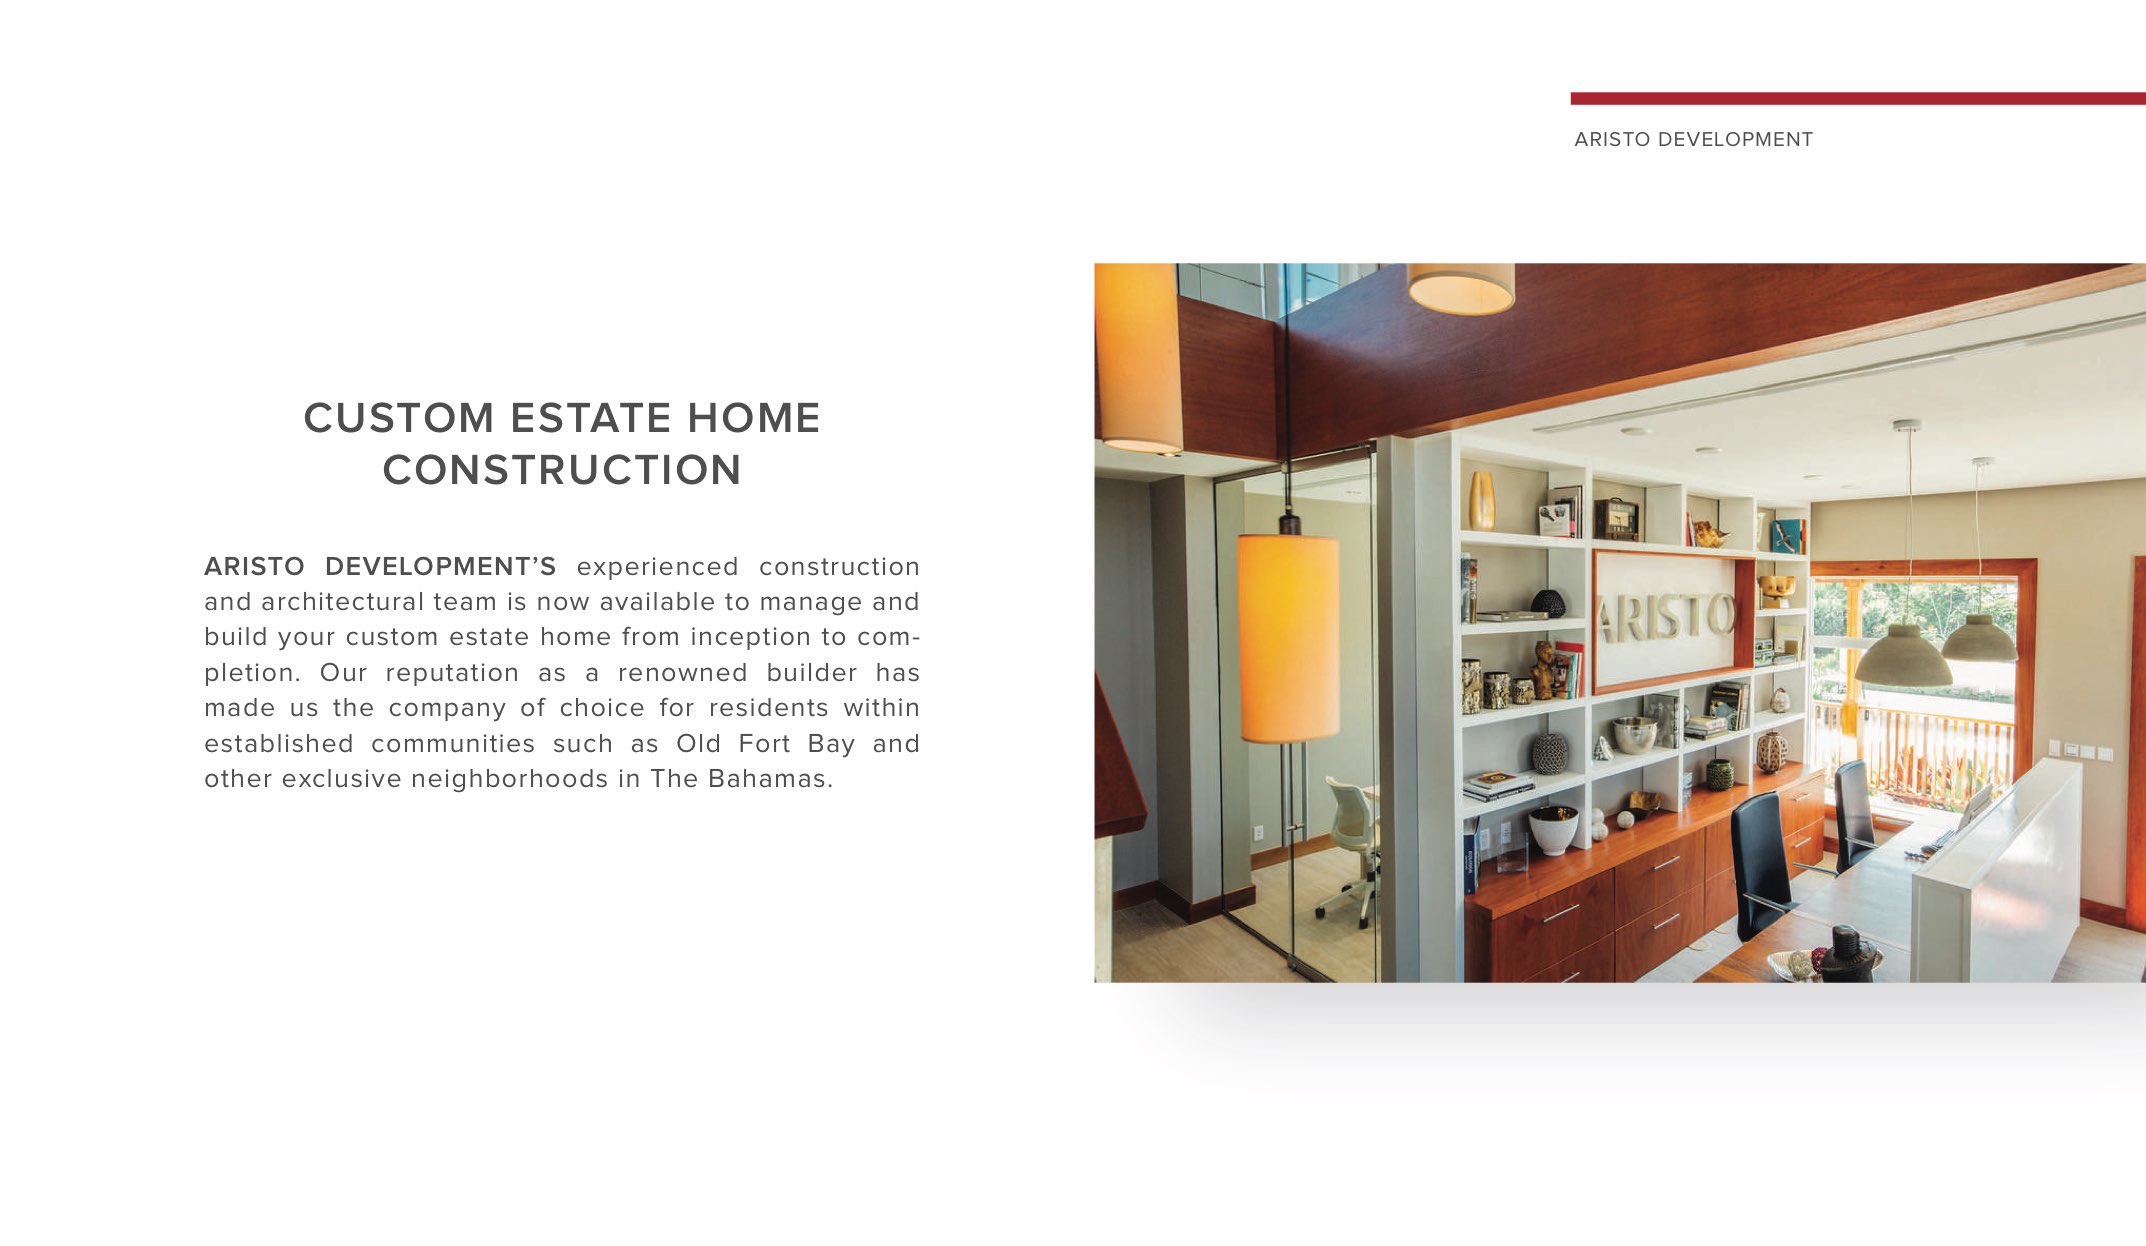 ARISTO DEVELOPMENT
CUSTOM ESTATE HOME
CONSTRUCTION
ARISTO DEVELOPMENT’S experienced construction
and architectural team is now available to manage and
build your custom estate home from inception to com-
pletion. Our reputation as a renowned builder has
made us the company of choice for residents within
established communities such as Old Fort Bay and
other exclusive neighborhoods in The Bahamas.
ARISTO